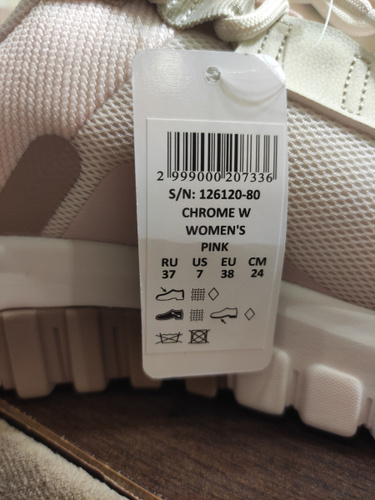 2 999000 207336
S/N: 126120-80
CHROME W
WOMEN'S
PINK
RU US EU CM
37 7 38 24